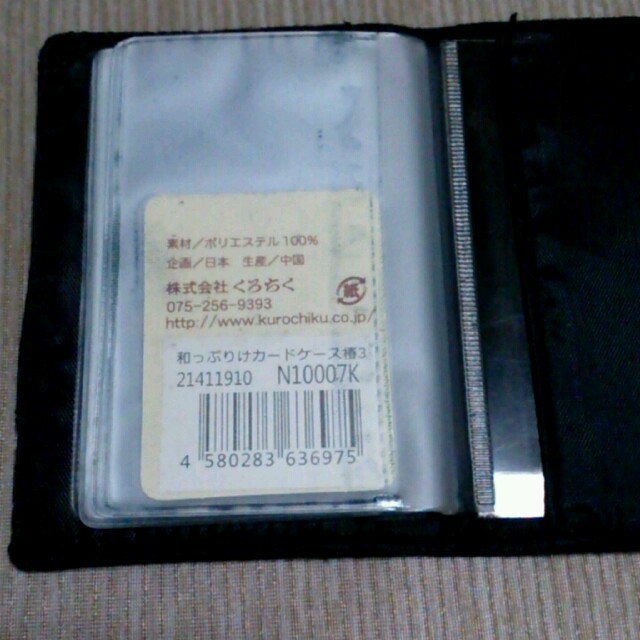 素材／ポリエステル100%
企画／日本 生産／中国
株式会社 くろちく
075-256-9393
http://www.kurochiku.co.jp/
和っぷりけカードケース椿3
21411910 N10007K
4 580283 636975